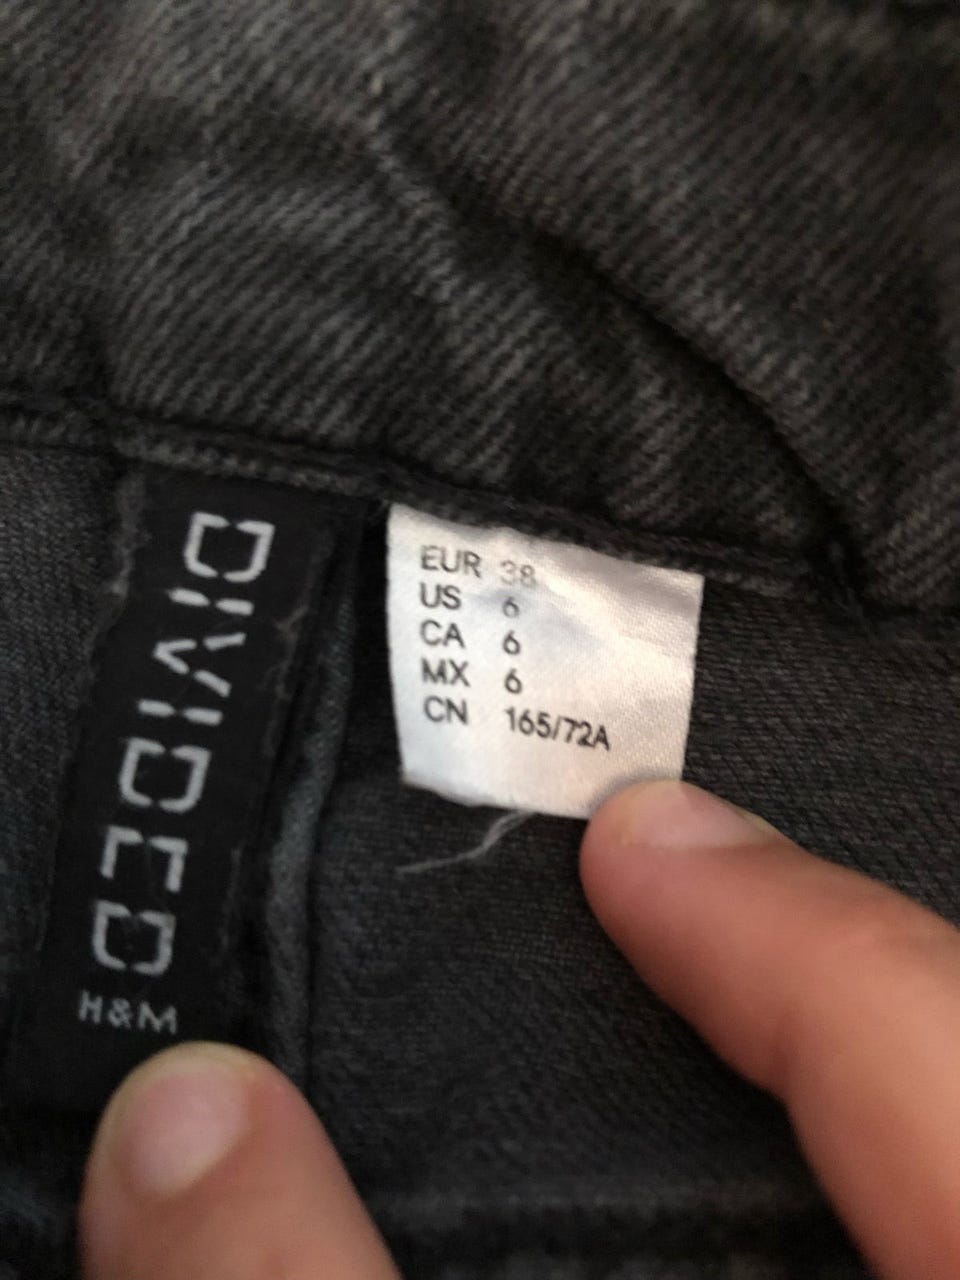 DIVIDED
H&M
EUR 38
US 6
CA 6
MX 6
CN 165/72A